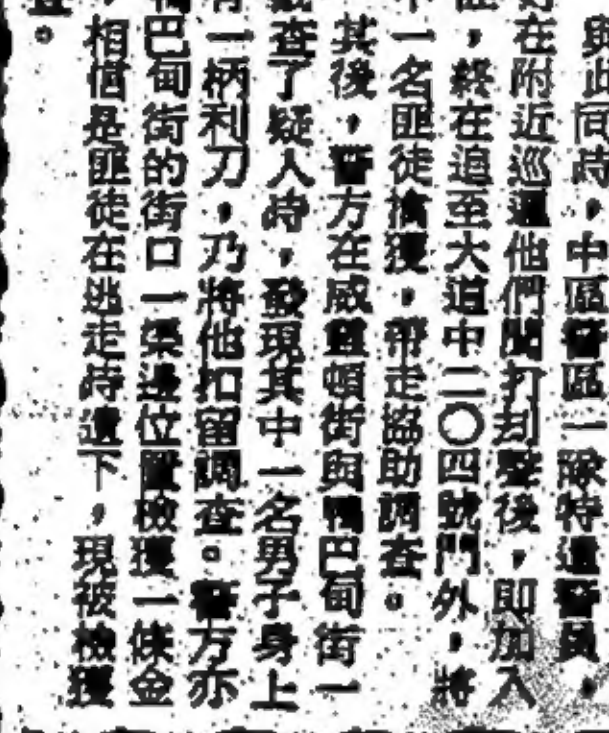 與此同時，中區警區一隊特遣警員，
好在附近巡邏他們聞打刧聲後，即加入
，終在追至大道中二〇四號門外，將
一名匪徒擒獲，帶走協助調查。
其後，警方在威靈頓街與鴨巴甸街一
截查了疑人時，發現其中一名男子身上
有一柄利刀，乃將他扣留調查。警方亦
鴨巴甸街的街口一渠邊位置檢獲一條金
，相信是匪徒在逃走時遺下，現被檢獲
查。